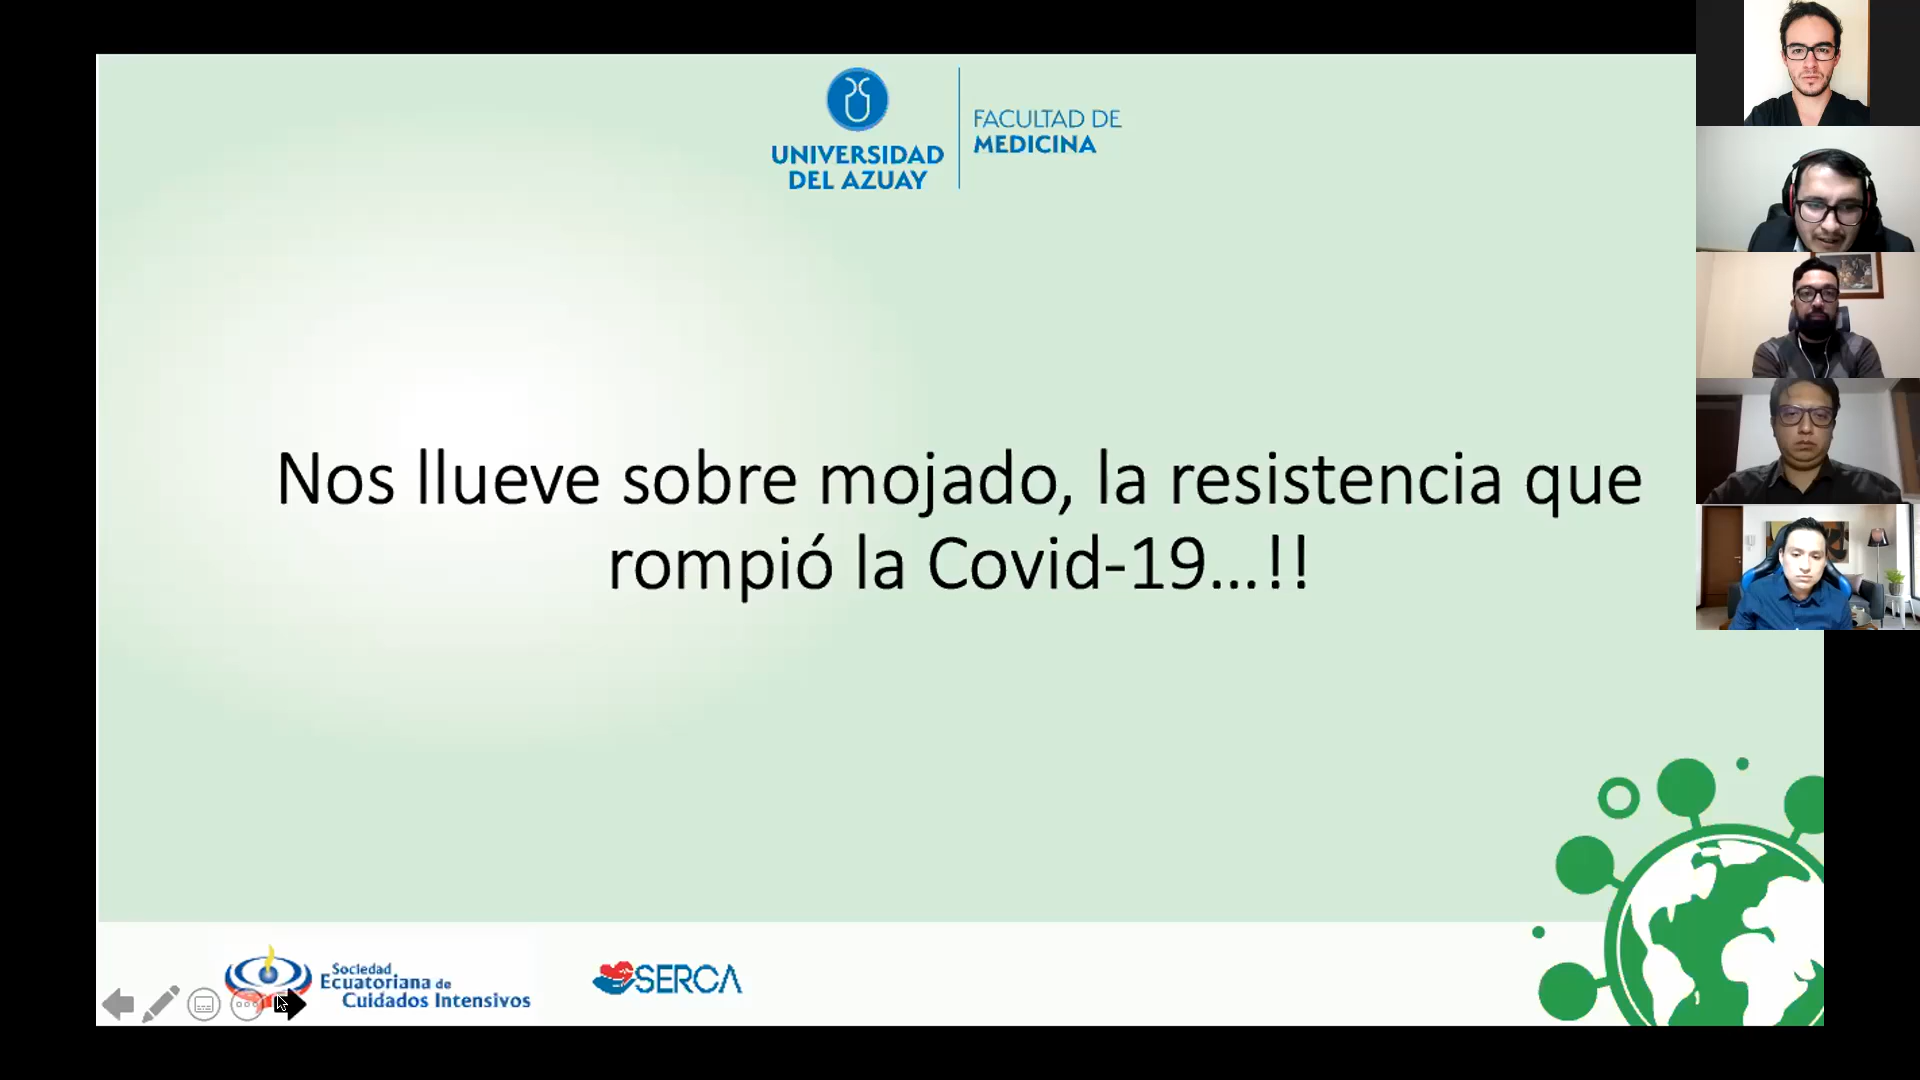 UNIVERSIDAD
DEL AZUAY
FACULTAD DE
MEDICINA
Nos llueve sobre mojado, la resistencia que
rompió la Covid-19...!!
Sociedad
Ecuatoriana de
Cuidados Intensivos
SERCA